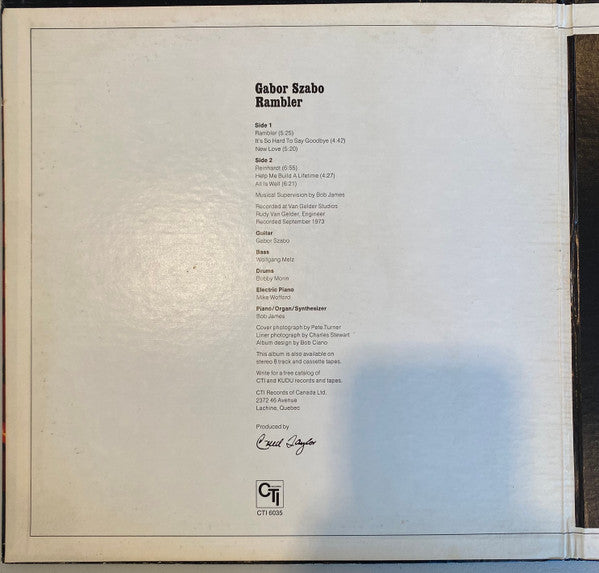 Gabor Szabo
Rambler
Side 1
Rambler (5:25)
It's So Hard To Say Goodbye (4:42)
New Love (5:20)
Side 2
Reinhardt (6:55)
Help Me Build A Lifetime (4:27)
All Is Well (6:21)
Musical Supervision by Bob James
Recorded at Van Gelder Studios
Rudy Van Gelder, Engineer
Recorded September 1973
Guitar
Gabor Szabo
Bass
Wolfgang Melz
Drums
Bobby Morin
Electric Piano
Mike Wofford
Piano/Organ/Synthesizer
Bob James
Cover photograph by Pete Turner
Liner photograph by Charles Stewart
Album design by Bob Ciano
This album is also available on
stereo 8 track and cassette tapes.
Write for a free catalog of
CTI and KUDU records and tapes.
CTI Records of Canada Ltd.
2372 46 Avenue
Lachine, Quebec
Produced by
Creed Taylor
CTI
CTI 6035